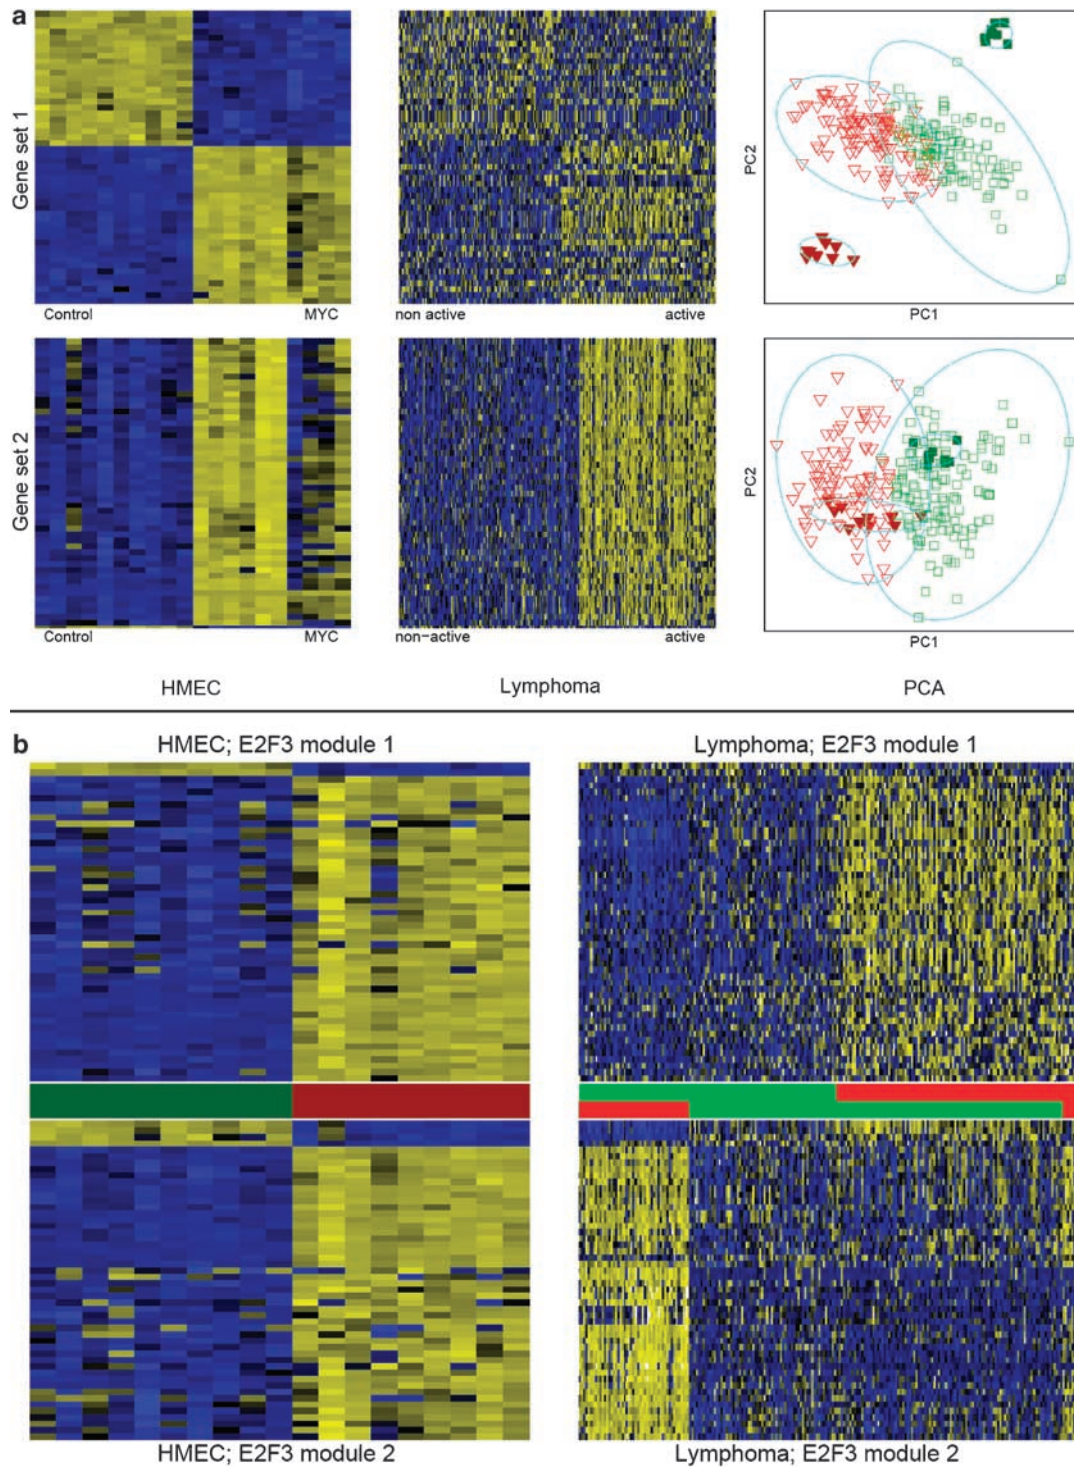 a
Gene set 1
Control MYC
non active active
PC2
PC1
Gene set 2
Control MYC
non-active active
PC2
PC1
HMEC Lymphoma PCA
b
HMEC; E2F3 module 1 Lymphoma; E2F3 module 1
HMEC; E2F3 module 2 Lymphoma; E2F3 module 2